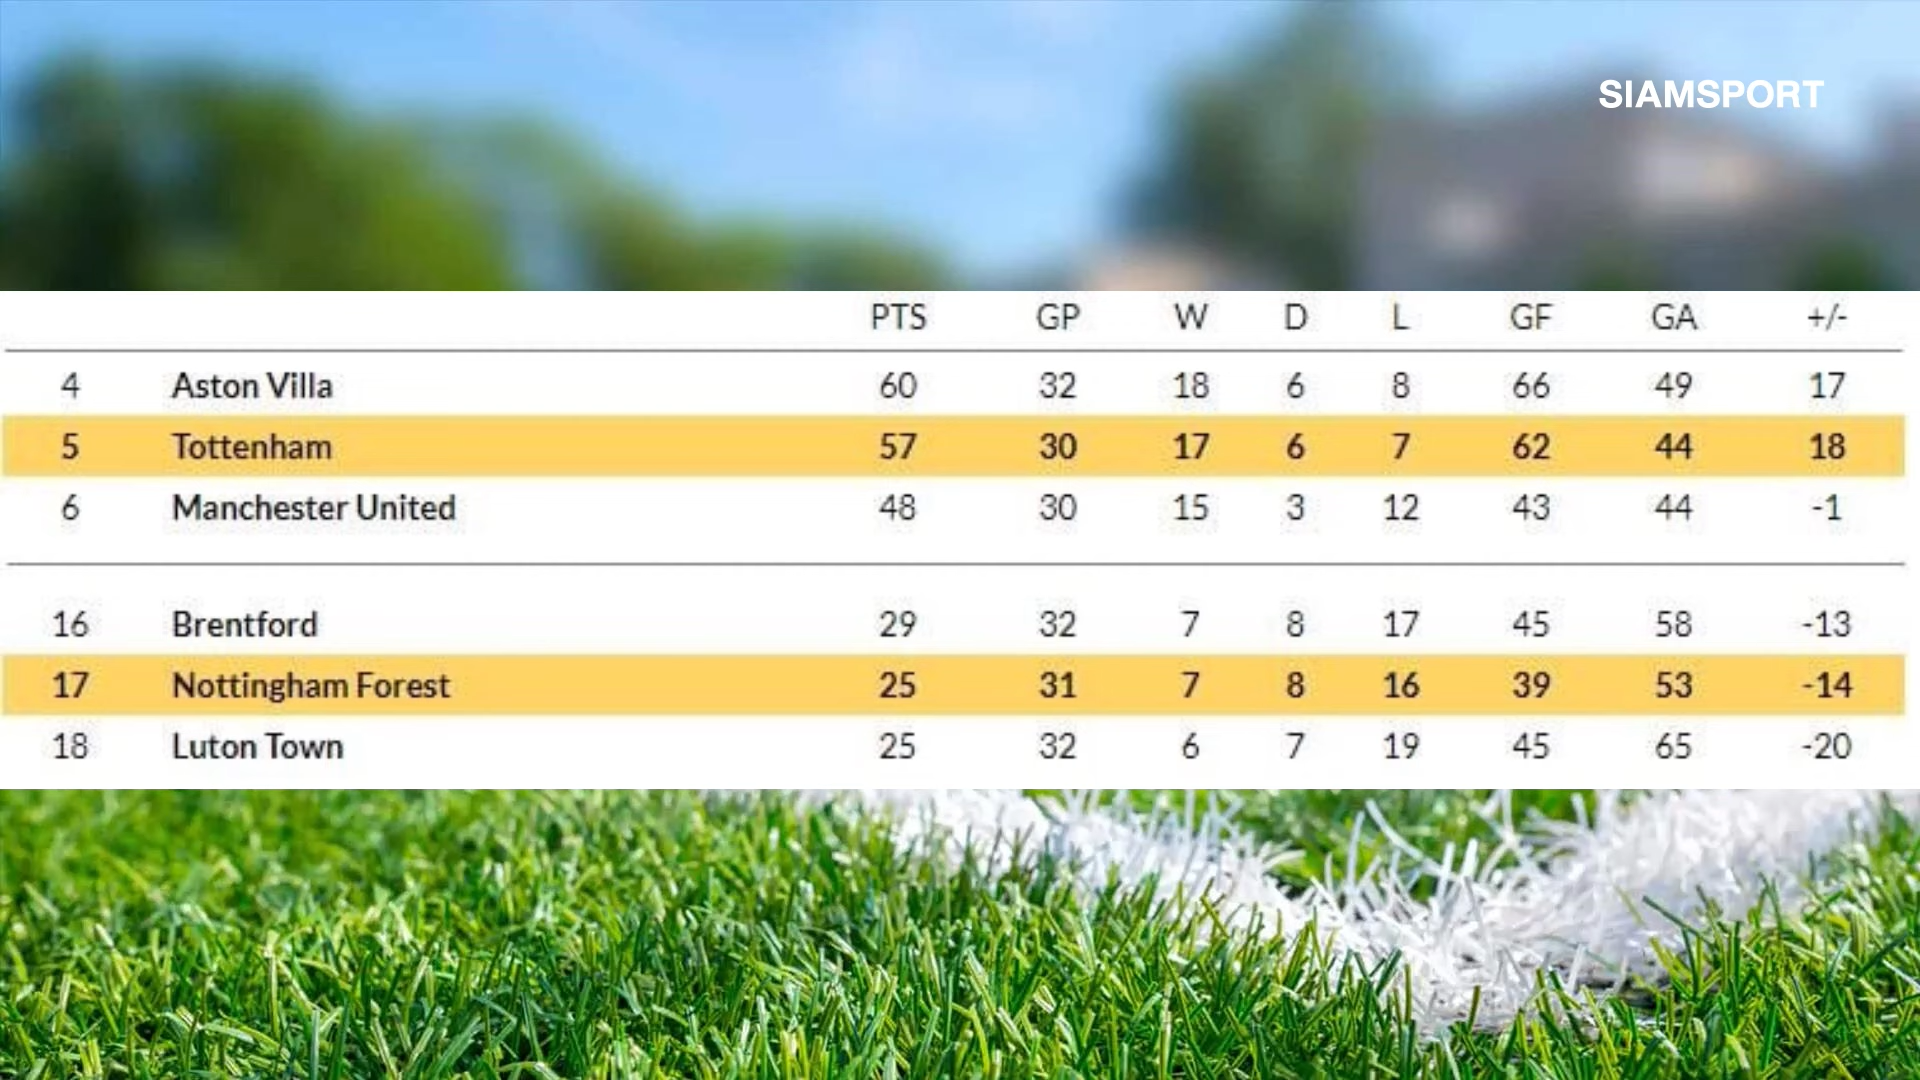 SIAMSPORT
PTS GP W D L GF GA +/-
4 Aston Villa 60 32 18 6 8 66 49 17
5 Tottenham 57 30 17 6 7 62 44 18
6 Manchester United 48 30 15 3 12 43 44 -1
16 Brentford 29 32 7 8 17 45 58 -13
17 Nottingham Forest 25 31 7 8 16 39 53 -14
18 Luton Town 25 32 6 7 19 45 65 -20